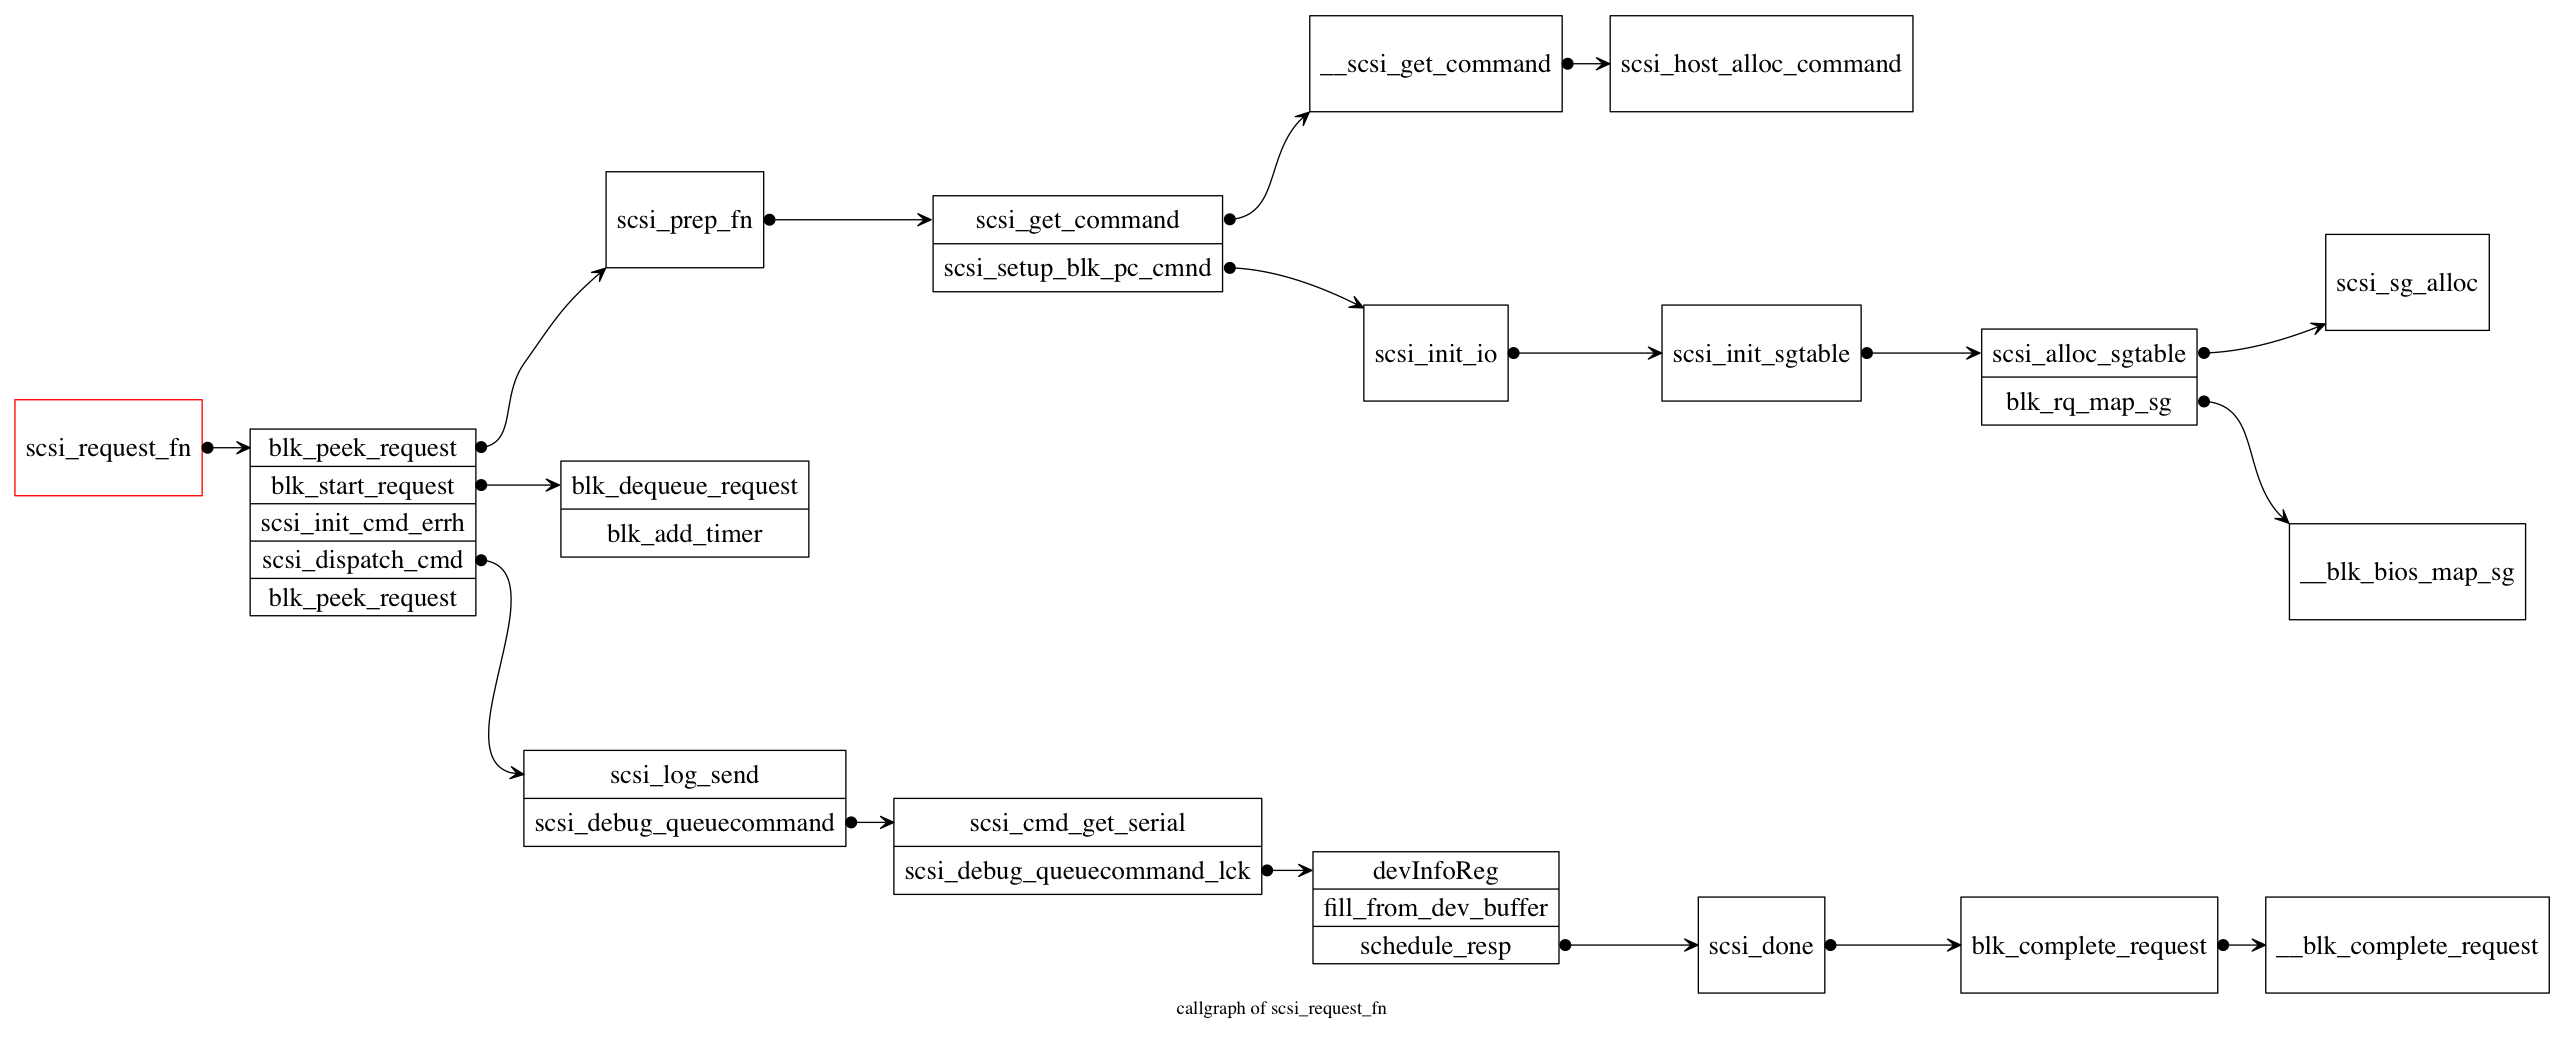 __scsi_get_command
scsi_host_alloc_command
scsi_prep_fn
scsi_get_command
scsi_setup_blk_pc_cmnd
scsi_init_io
scsi_init_sgtable
scsi_alloc_sgtable
blk_rq_map_sg
scsi_sg_alloc
__blk_bios_map_sg
scsi_request_fn
blk_peek_request
blk_start_request
scsi_init_cmd_errh
scsi_dispatch_cmd
blk_peek_request
blk_dequeue_request
blk_add_timer
scsi_log_send
scsi_debug_queuecommand
scsi_cmd_get_serial
scsi_debug_queuecommand_lck
devInfoReg
fill_from_dev_buffer
schedule_resp
scsi_done
blk_complete_request
__blk_complete_request
callgraph of scsi_request_fn